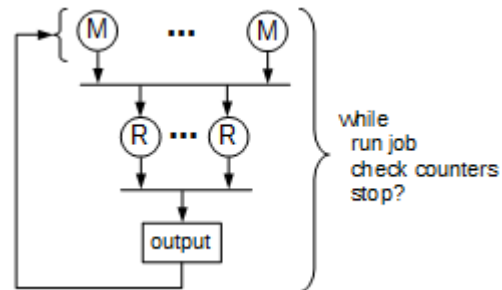 M ... M
R ... R
output
while
run job
check counters
stop?